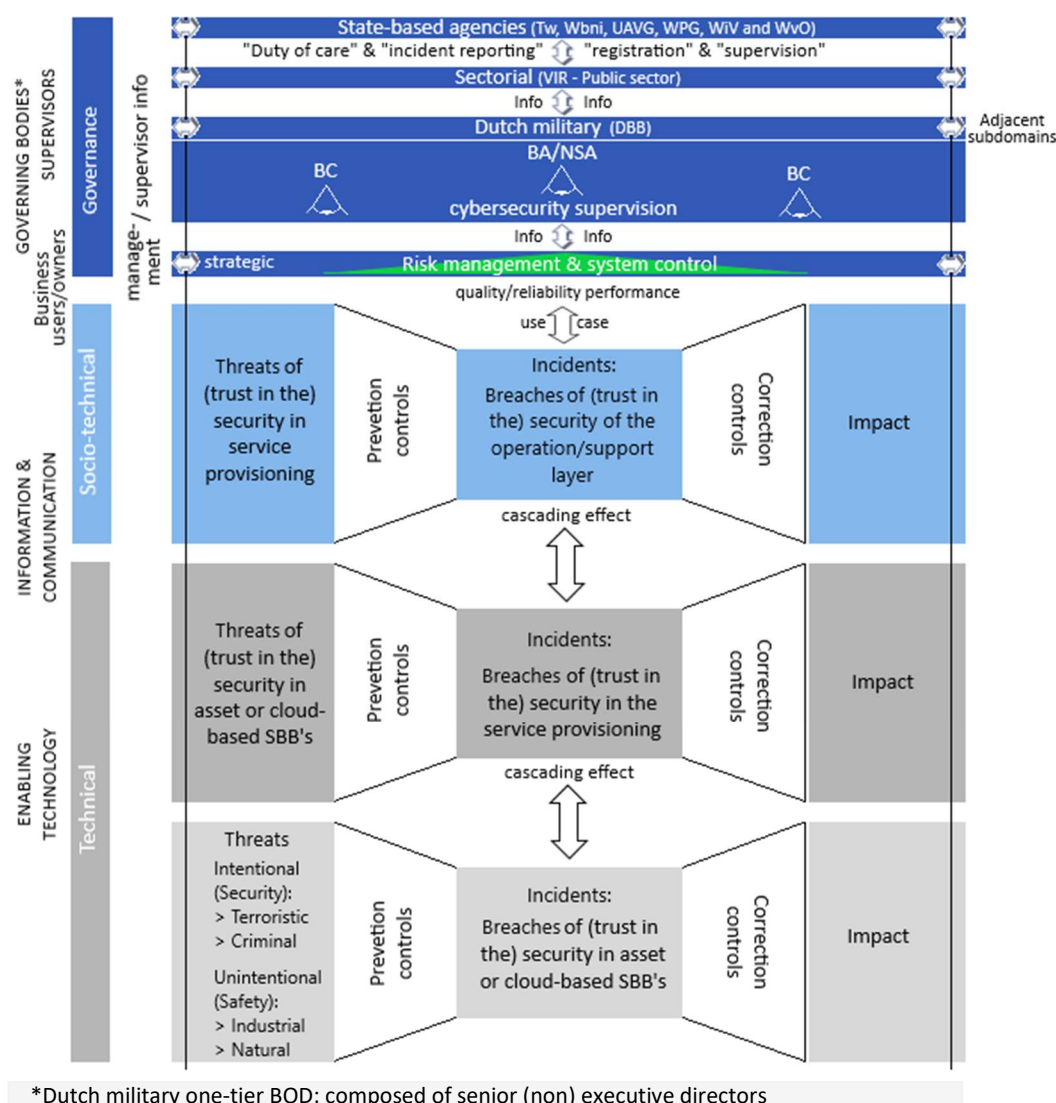 State-based agencies (Tw, Wbni, UAVG, WPG, WiV and WvO)
"Duty of care" & "incident reporting" "registration" & "supervision"
Sectorial (VIR - Public sector)
Info Info
Dutch military (DBB)
Adjacent
subdomains
BA/NSA
BC
BC
cybersecurity supervision
Info Info
strategic
Risk management & system control
quality/reliability performance
use case
GOVERNING BODIES*
SUPERVISORS
Governance
manage- / supervisor info
ment
Business
users/owners
Socio-technical
INFORMATION &
COMMUNICATION
Threats of
(trust in the)
security in
service
provisioning
Prevetion
controls
Incidents:
Breaches of (trust in
the) security of the
operation/support
layer
Correction
controls
Impact
cascading effect
ENABLING
TECHNOLOGY
Technical
Threats of
(trust in the)
security in
asset or cloud-
based SBB's
Prevetion
controls
Incidents:
Breaches of (trust in
the) security in the
service provisioning
Correction
controls
Impact
cascading effect
Threats
Intentional
(Security):
> Terroristic
> Criminal
Unintentional
(Safety):
> Industrial
> Natural
Prevetion
controls
Incidents:
Breaches of (trust in
the) security in asset
or cloud-based SBB's
Correction
controls
Impact
*Dutch military one-tier BOD: composed of senior (non) executive directors